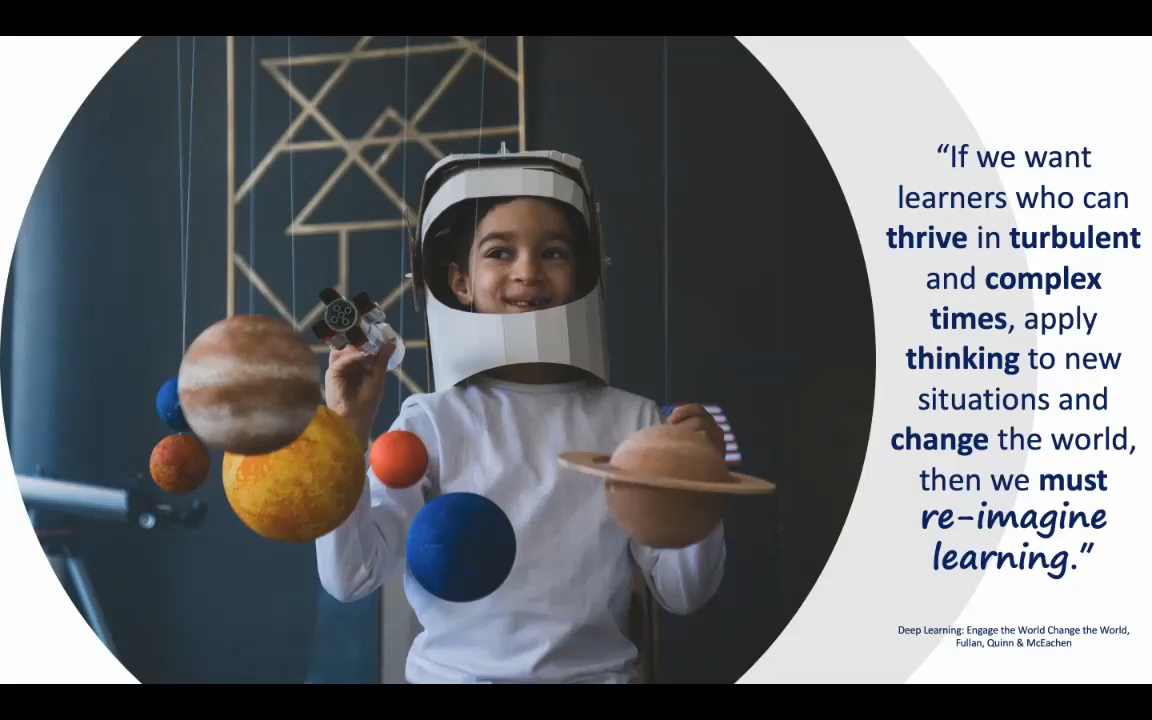 “If we want
learners who can
thrive in turbulent
and complex
times, apply
thinking to new
situations and
change the world,
then we must
re-imagine
learning.”
Deep Learning: Engage the World Change the World,
Fullan, Quinn & McEachen